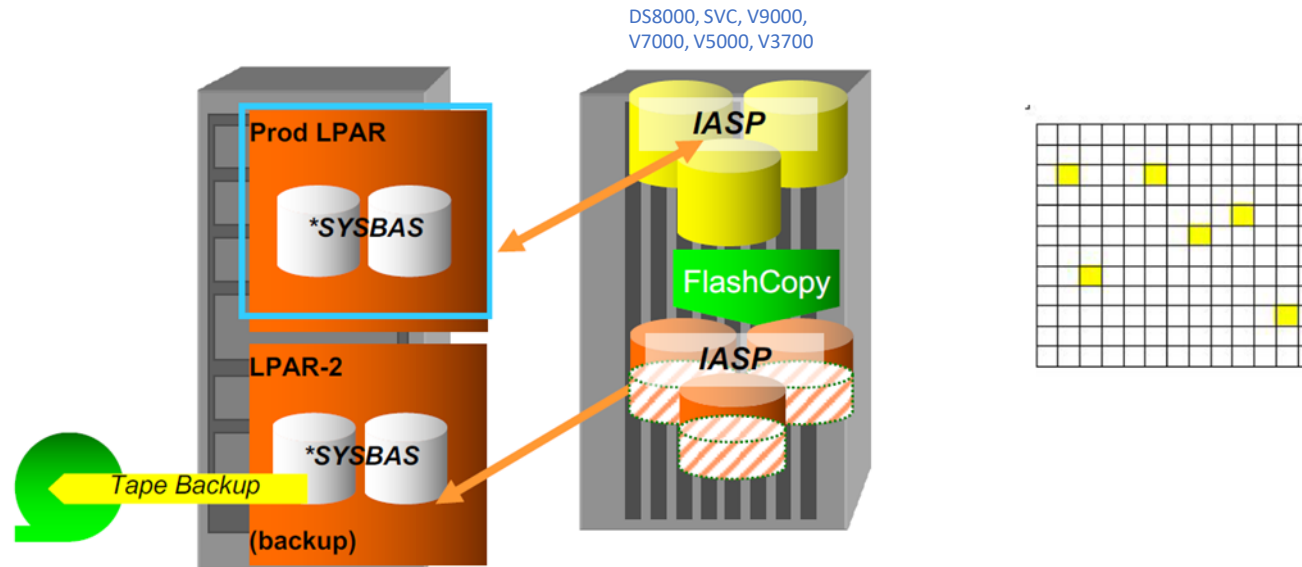 DS8000, SVC, V9000,
V7000, V5000, V3700
Prod LPAR
*SYSBAS
IASP
FlashCopy
IASP
LPAR-2
*SYSBAS
Tape Backup
(backup)